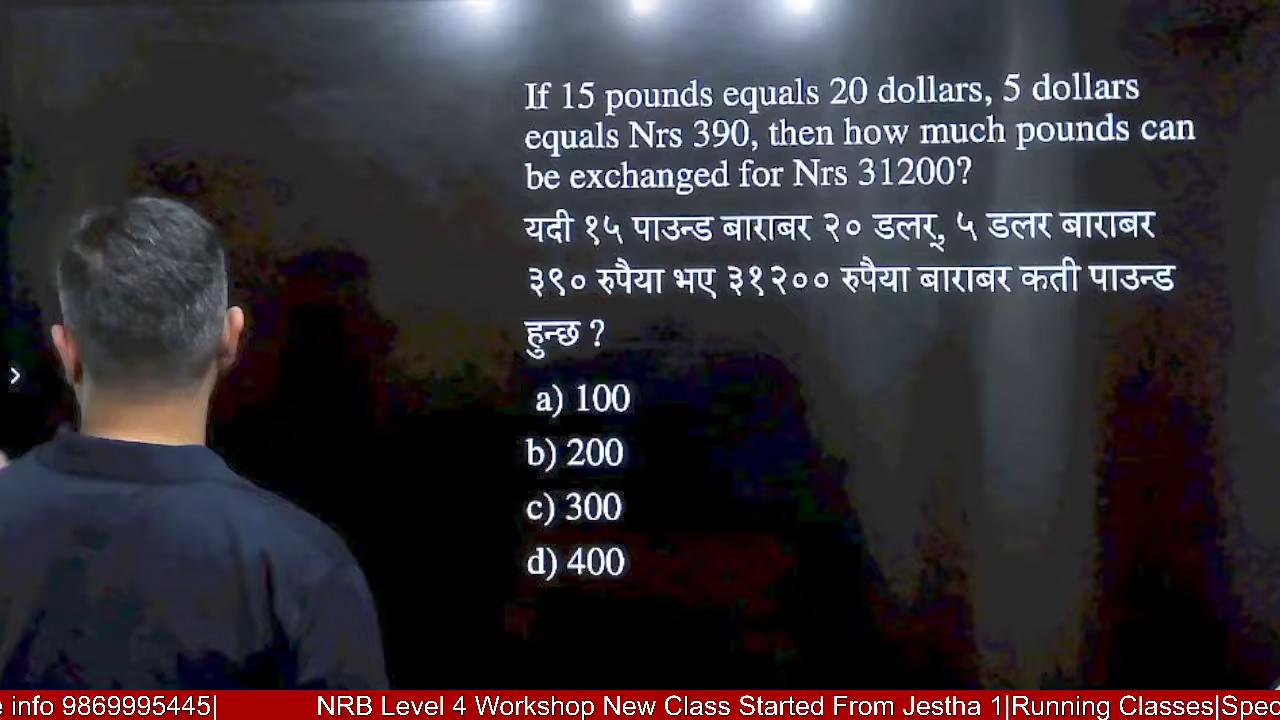 If 15 pounds equals 20 dollars, 5 dollars
equals Nrs 390, then how much pounds can
be exchanged for Nrs 31200?
यदी १५ पाउन्ड बाराबर २० डलर्, ५ डलर बाराबर
३९० रुपैया भए ३१२०० रुपैया बाराबर कती पाउन्ड
हुन्छ ?
a) 100
b) 200
c) 300
d) 400
info 9869995445| NRB Level 4 Workshop New Class Started From Jestha 1|Running Classes|